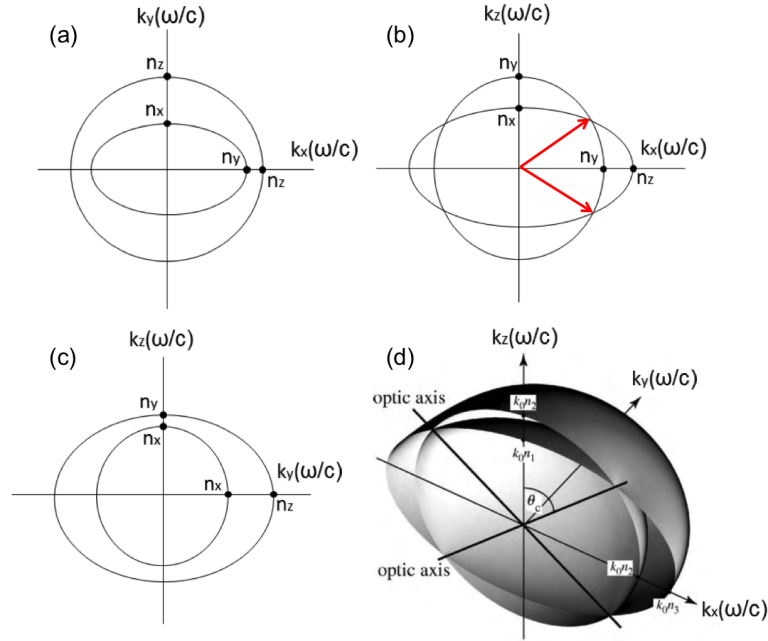 (a)
ky(ω/c)
nz
nx
ny
nz
kx(ω/c)
(b)
kz(ω/c)
ny
nx
ny
nz
kx(ω/c)
(c)
kz(ω/c)
ny
nx
nx
nz
ky(ω/c)
(d)
kz(ω/c)
ky(ω/c)
optic axis
k₀n₂
k₀n₁
θc
optic axis
k₀n₂
k₀n₃
kx(ω/c)